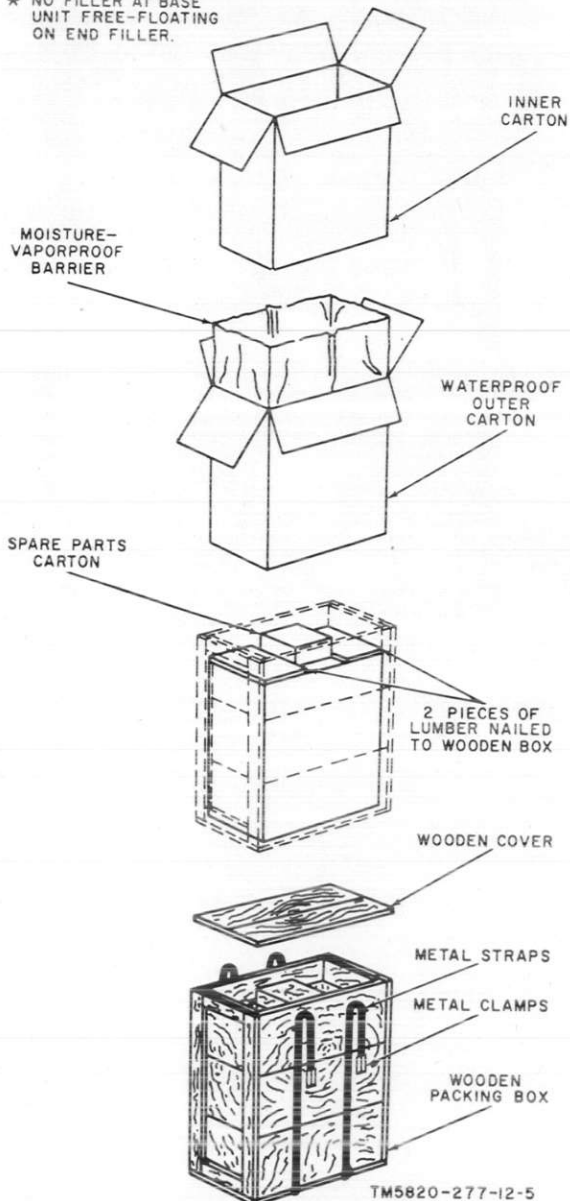 * NO FILLER AT BASE
UNIT FREE-FLOATING
ON END FILLER.
INNER
CARTON
MOISTURE-
VAPORPROOF
BARRIER
WATERPROOF
OUTER
CARTON
SPARE PARTS
CARTON
2 PIECES OF
LUMBER NAILED
TO WOODEN BOX
WOODEN COVER
METAL STRAPS
METAL CLAMPS
WOODEN
PACKING BOX
TM5820-277-12-5